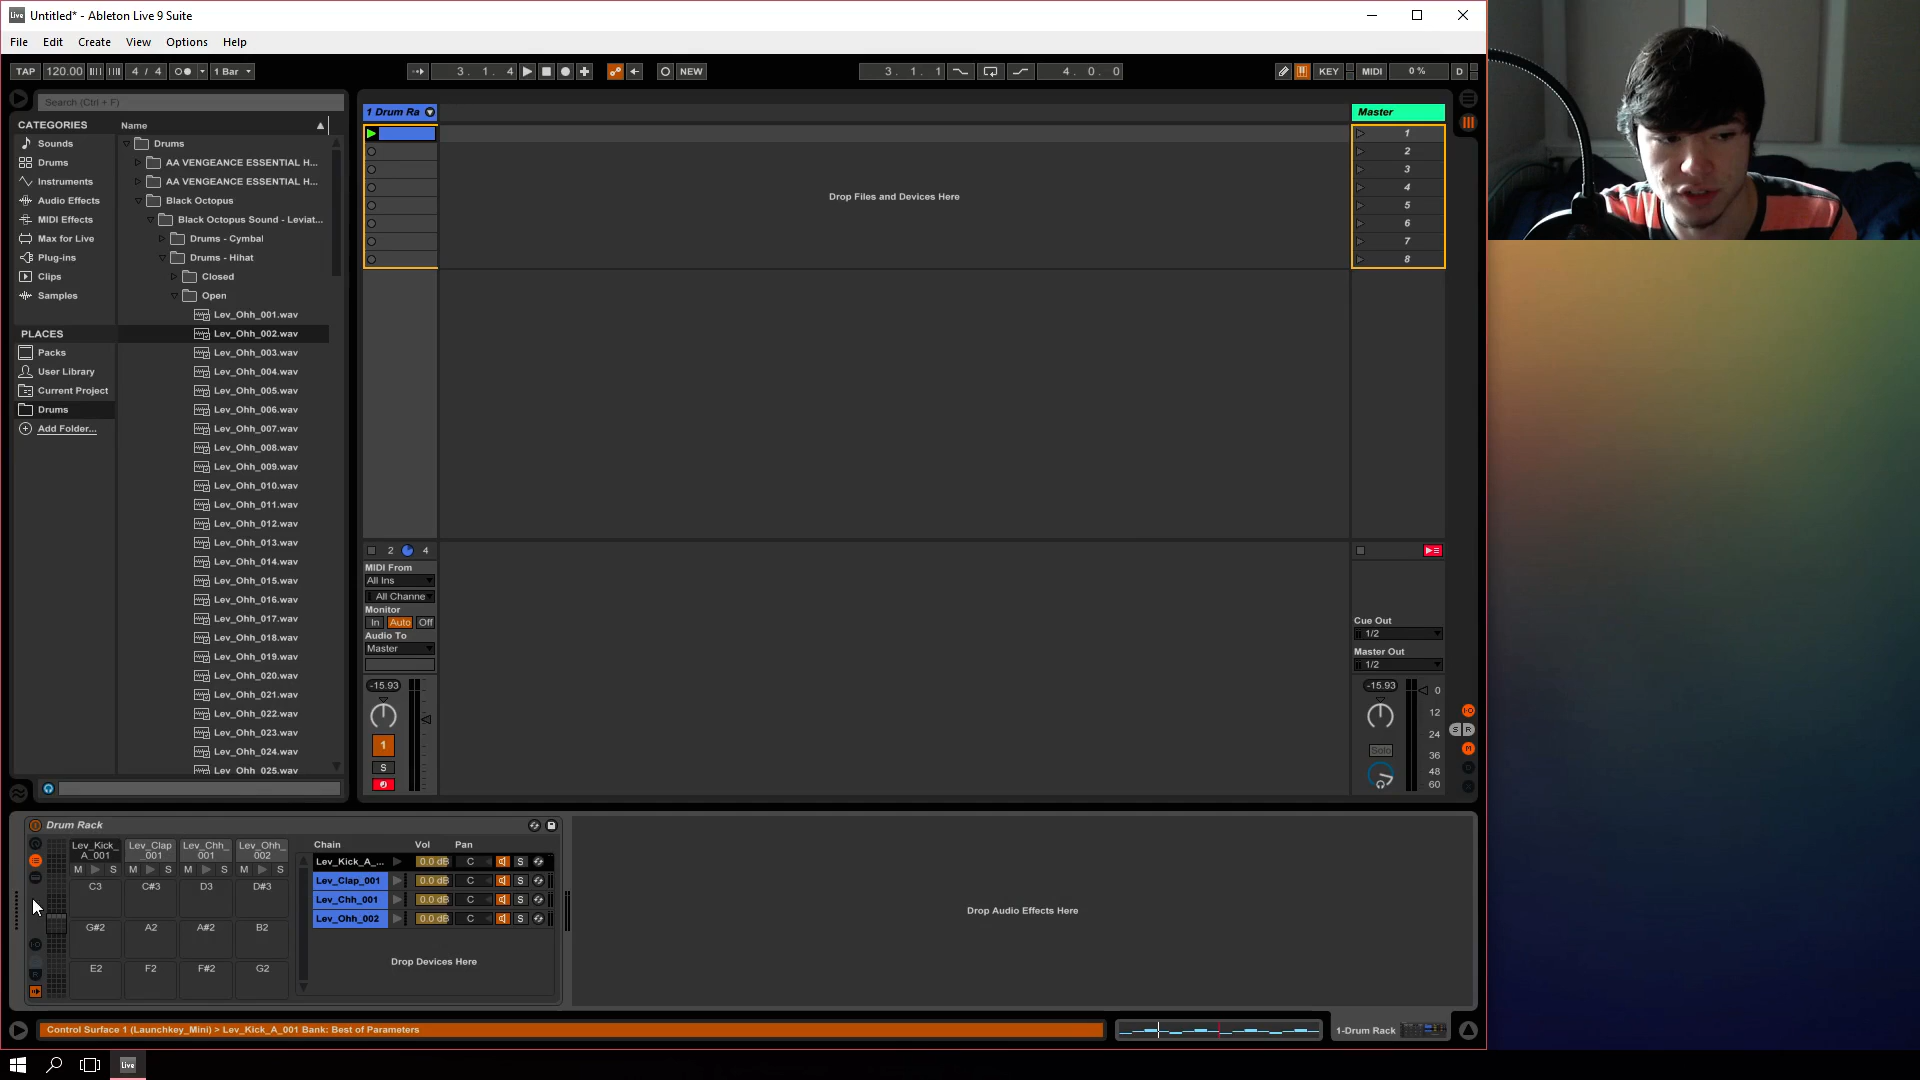 Untitled* - Ableton Live 9 Suite
File Edit Create View Options Help
TAP 120.00 4 / 4 1 Bar 3. 1. 4 NEW 3. 1. 1 4. 0. 0 KEY MIDI 0 % D
Search (Ctrl + F)
CATEGORIES
Sounds
Drums
Instruments
Audio Effects
MIDI Effects
Max for Live
Plug-ins
Clips
Samples
PLACES
Packs
User Library
Current Project
Drums
Add Folder...
Name
Drums
AA VENGEANCE ESSENTIAL H...
AA VENGEANCE ESSENTIAL H...
Black Octopus
Black Octopus Sound - Leviat...
Drums - Cymbal
Drums - Hihat
Closed
Open
Lev_Ohh_001.wav
Lev_Ohh_002.wav
Lev_Ohh_003.wav
Lev_Ohh_004.wav
Lev_Ohh_005.wav
Lev_Ohh_006.wav
Lev_Ohh_007.wav
Lev_Ohh_008.wav
Lev_Ohh_009.wav
Lev_Ohh_010.wav
Lev_Ohh_011.wav
Lev_Ohh_012.wav
Lev_Ohh_013.wav
Lev_Ohh_014.wav
Lev_Ohh_015.wav
Lev_Ohh_016.wav
Lev_Ohh_017.wav
Lev_Ohh_018.wav
Lev_Ohh_019.wav
Lev_Ohh_020.wav
Lev_Ohh_021.wav
Lev_Ohh_022.wav
Lev_Ohh_023.wav
Lev_Ohh_024.wav
Lev_Ohh_025.wav
1 Drum Ra
Drop Files and Devices Here
2 4
MIDI From
All Ins
All Channe
Monitor
In Auto Off
Audio To
Master
-15.93
1
S
Master
1
2
3
4
5
6
7
8
Cue Out
1/2
Master Out
1/2
-15.93
0
12
24
36
48
60
Solo
S R
Drum Rack
Lev_Kick_A_001 Lev_Clap_001 Lev_Chh_001 Lev_Ohh_002
M S M S M S M S
C3 C#3 D3 D#3
G#2 A2 A#2 B2
E2 F2 F#2 G2
Chain Vol Pan
Lev_Kick_A_... 0.0 dB C S
Lev_Clap_001 0.0 dB C S
Lev_Chh_001 0.0 dB C S
Lev_Ohh_002 0.0 dB C S
Drop Devices Here
Drop Audio Effects Here
Control Surface 1 (Launchkey_Mini) > Lev_Kick_A_001 Bank: Best of Parameters
1-Drum Rack
Live